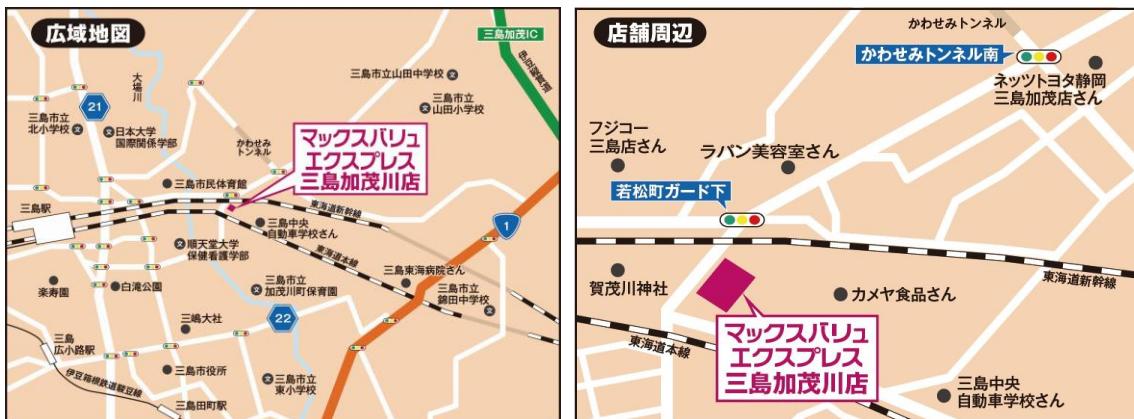 広域地図
三島加茂IC
伊豆縦貫道
大場川
三島市立山田中学校
文
三島市立
山田小学校
文
21
三島市立
北小学校
文
日本大学
国際関係学部
文
かわせみ
トンネル
マックスバリュ
エクスプレス
三島加茂川店
三島市民体育館
三島駅
東海道新幹線
三島中央
自動車学校さん
1
文
順天堂大学
保健看護学部
東海道本線
三島東海病院さん
楽寿園
白滝公園
文
三島市立
加茂川町保育園
三島市立
錦田中学校
文
三嶋大社
22
三島
広小路駅
伊豆箱根鉄道駿豆線
三島市役所
文
三島市立
東小学校
三島田町駅
店舗周辺
かわせみトンネル
かわせみトンネル南
ネッツトヨタ静岡
三島加茂店さん
フジコー
三島店さん
ラパン美容室さん
若松町ガード下
東海道新幹線
賀茂川神社
カメヤ食品さん
マックスバリュ
エクスプレス
三島加茂川店
東海道本線
三島中央
自動車学校さん